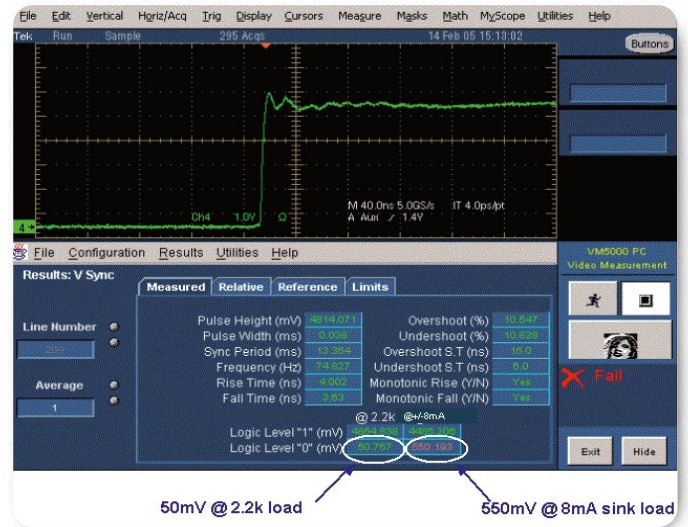 File Edit Vertical Horiz/Acq Trig Display Cursors Measure Masks Math MyScope Utilities Help
Tek Run Sample 295 Acqs 14 Feb 05 15:13:02
Buttons
Ch4 1.0V Ω
M 40.0ns 5.0GS/s IT 4.0ps/pt
A Aux / 1.4V
4
File Configuration Results Utilities Help
VM5000 PC
Video Measurement
Results: V Sync
Measured Relative Reference Limits
Line Number
204
Average
1
Pulse Height (mV) 4814.071 Overshoot (%) 10.547
Pulse Width (ms) 0.038 Undershoot (%) 10.828
Sync Period (ms) 13.364 Overshoot S.T (ns) 16.0
Frequency (Hz) 74.827 Undershoot S.T (ns) 8.0
Rise Time (ns) 4.002 Monotonic Rise (Y/N) Yes
Fall Time (ns) 3.63 Monotonic Fall (Y/N) Yes
@ 2.2k @+/-8mA
Logic Level "1" (mV) 4864.838 4485.206
Logic Level "0" (mV) 50.767 550.193
Fail
Exit Hide
50mV @ 2.2k load
550mV @ 8mA sink load